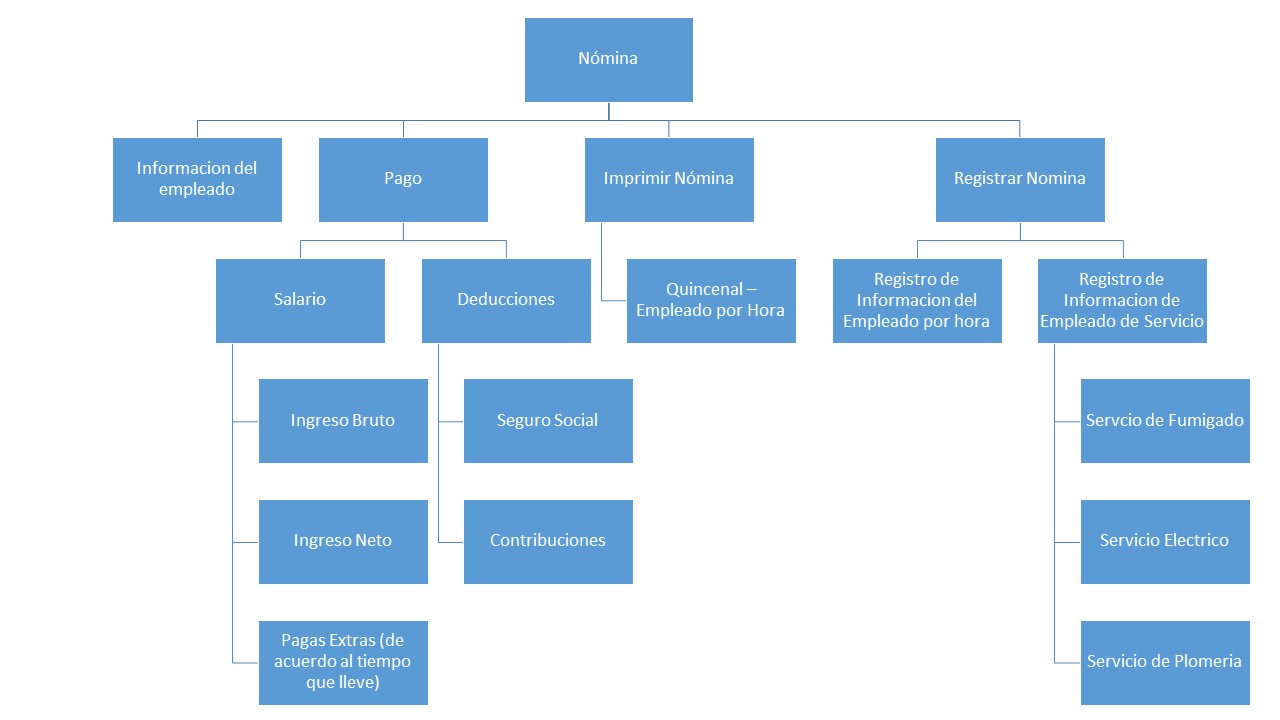 Nómina
Informacion del
empleado
Pago
Imprimir Nómina
Registrar Nomina
Salario
Deducciones
Quincenal –
Empleado por Hora
Registro de
Informacion del
Empleado por hora
Registro de
Informacion de
Empleado de Servicio
Ingreso Bruto
Seguro Social
Servcio de Fumigado
Ingreso Neto
Contribuciones
Servicio Electrico
Pagas Extras (de
acuerdo al tiempo
que lleve)
Servicio de Plomeria